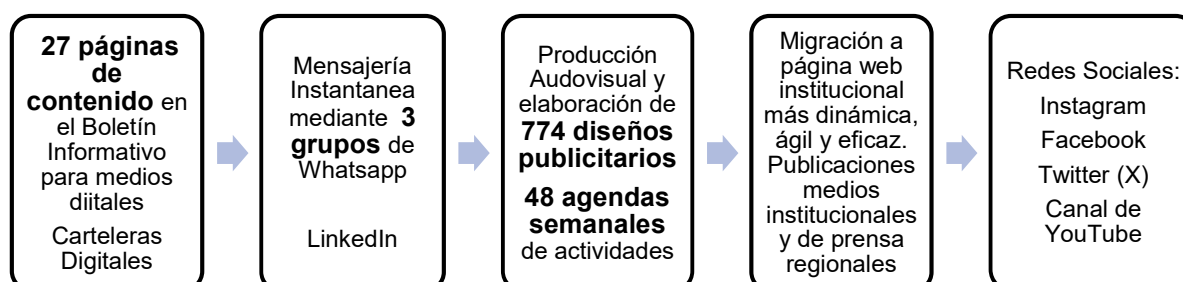 27 páginas
de
contenido en
el Boletín
Informativo
para medios
diitales
Carteleras
Digitales
Mensajería
Instantanea
mediante 3
grupos de
Whatsapp
LinkedIn
Producción
Audovisual y
elaboración de
774 diseños
publicitarios
48 agendas
semanales
de actividades
Migración a
página web
institucional
más dinámica,
ágil y eficaz.
Publicaciones
medios
institucionales
y de prensa
regionales
Redes Sociales:
Instagram
Facebook
Twitter (X)
Canal de
YouTube